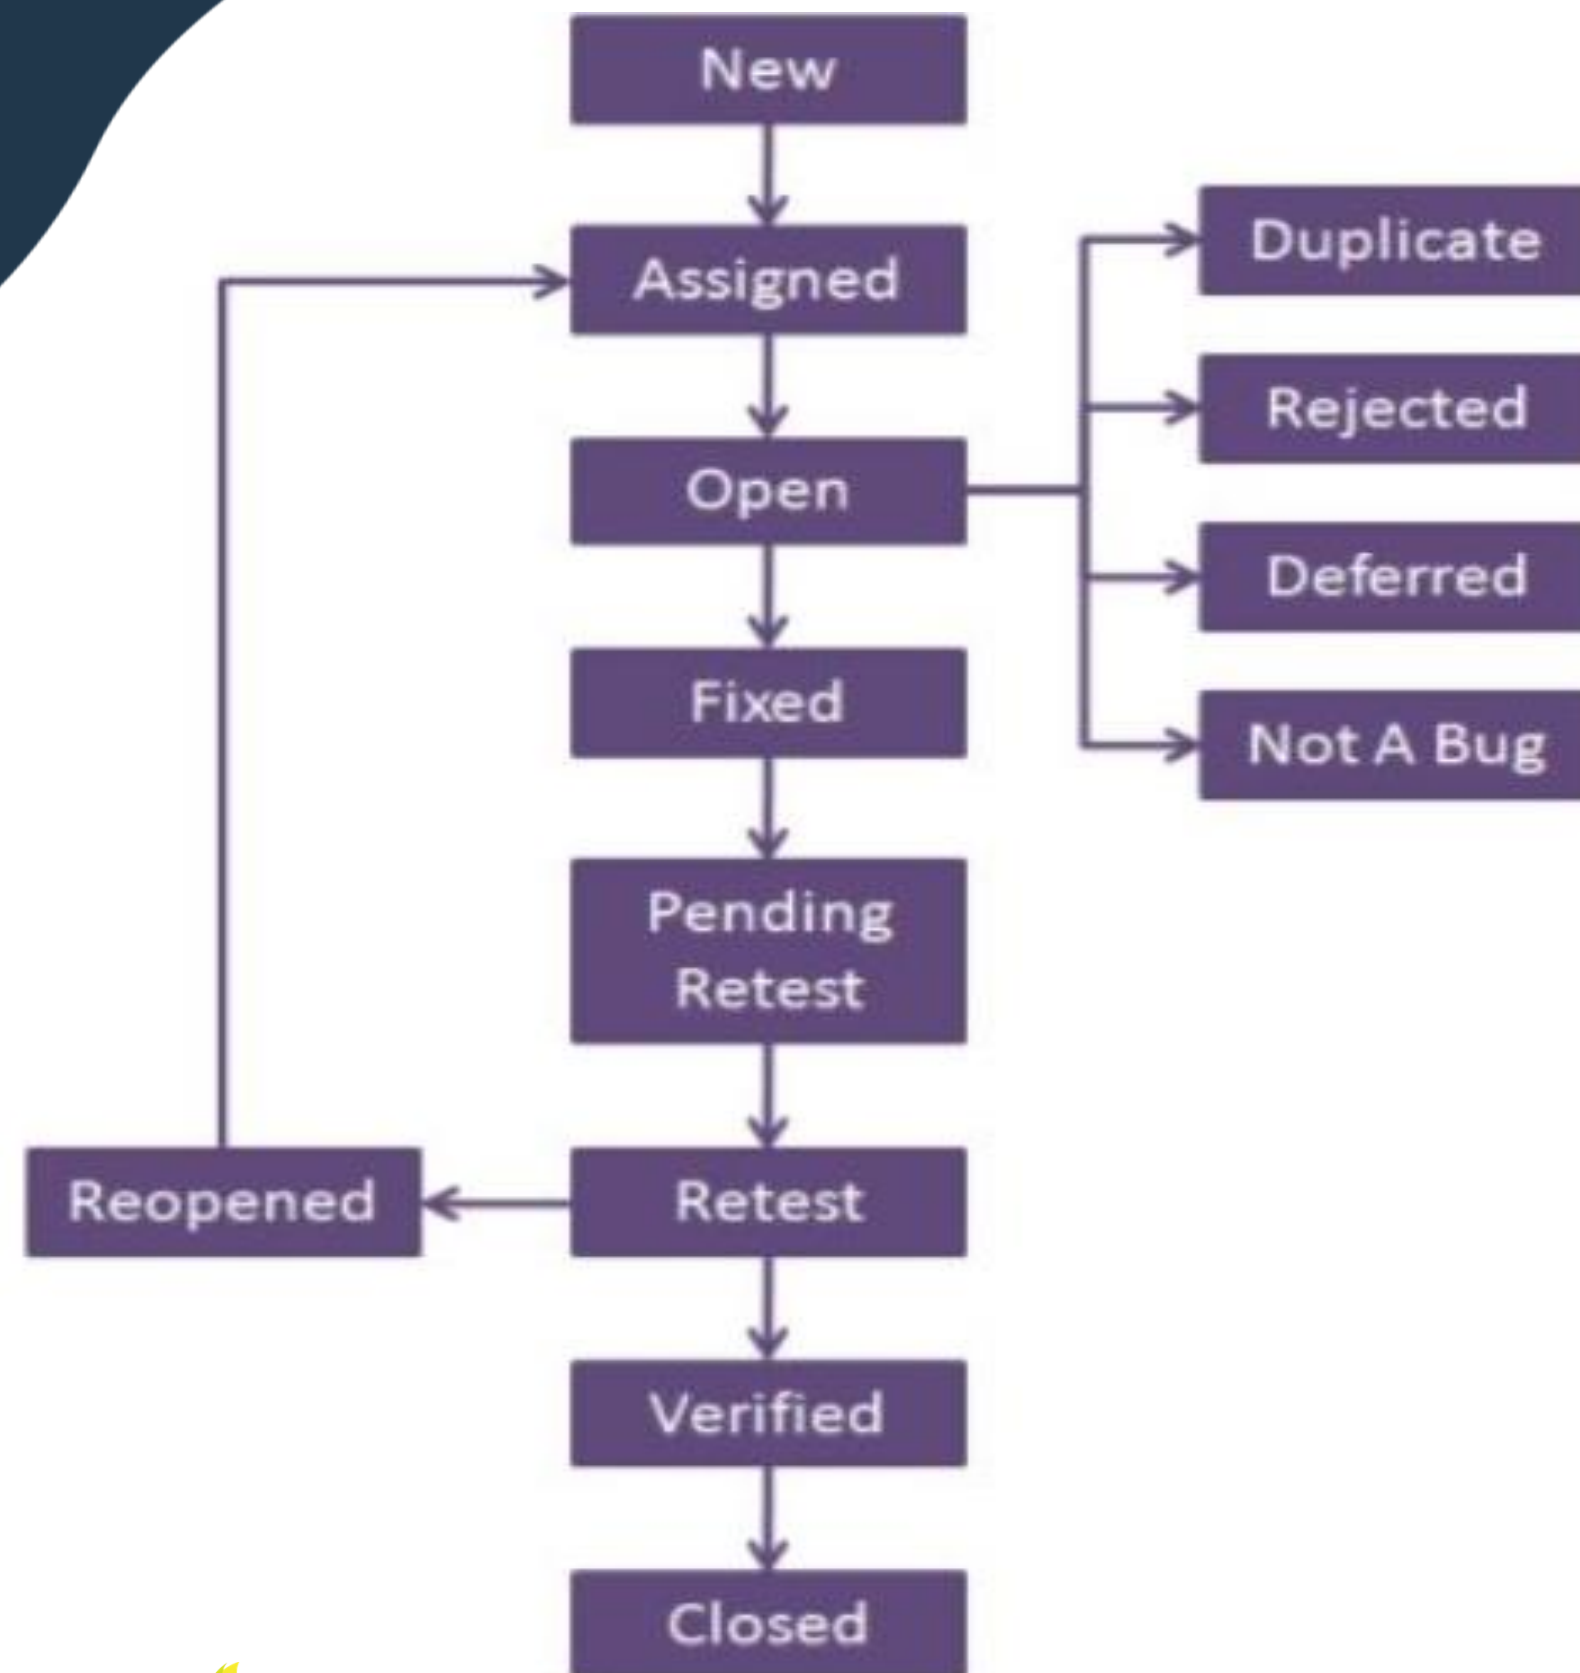 New
Assigned
Duplicate
Rejected
Open
Deferred
Fixed
Not A Bug
Pending
Retest
Reopened
Retest
Verified
Closed